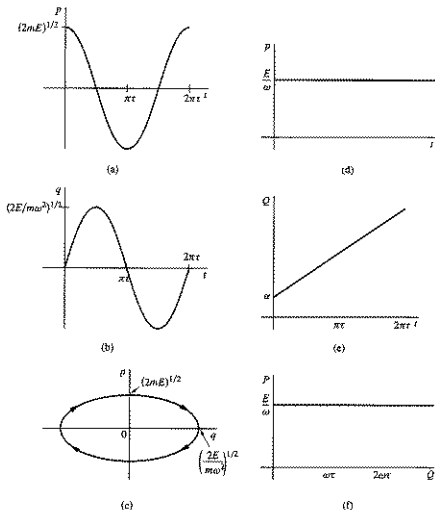 p
(2mE)^1/2
πτ
2πτ
t
(a)
q
(2E/mω²)^1/2
πτ
2πτ
t
(b)
p
(2mE)^1/2
0
q
(2E/mω²)^1/2
(c)
P
E/ω
t
(d)
Q
α
πτ
2πτ
t
(e)
P
E/ω
ωτ
2ωτ
Q
(f)